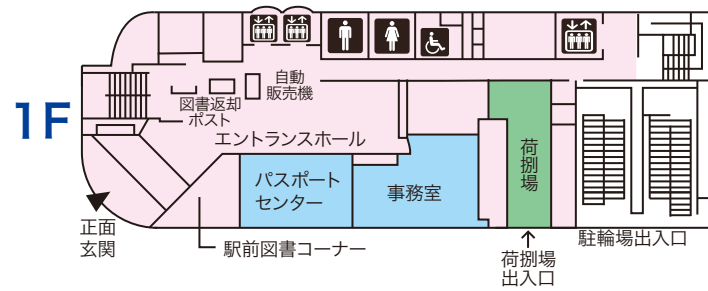 1F
自動
販売機
図書返却
ポスト
エントランスホール
パスポート
センター
事務室
荷捌場
正面
玄関
駅前図書コーナー
荷捌場
出入口
駐輪場出入口